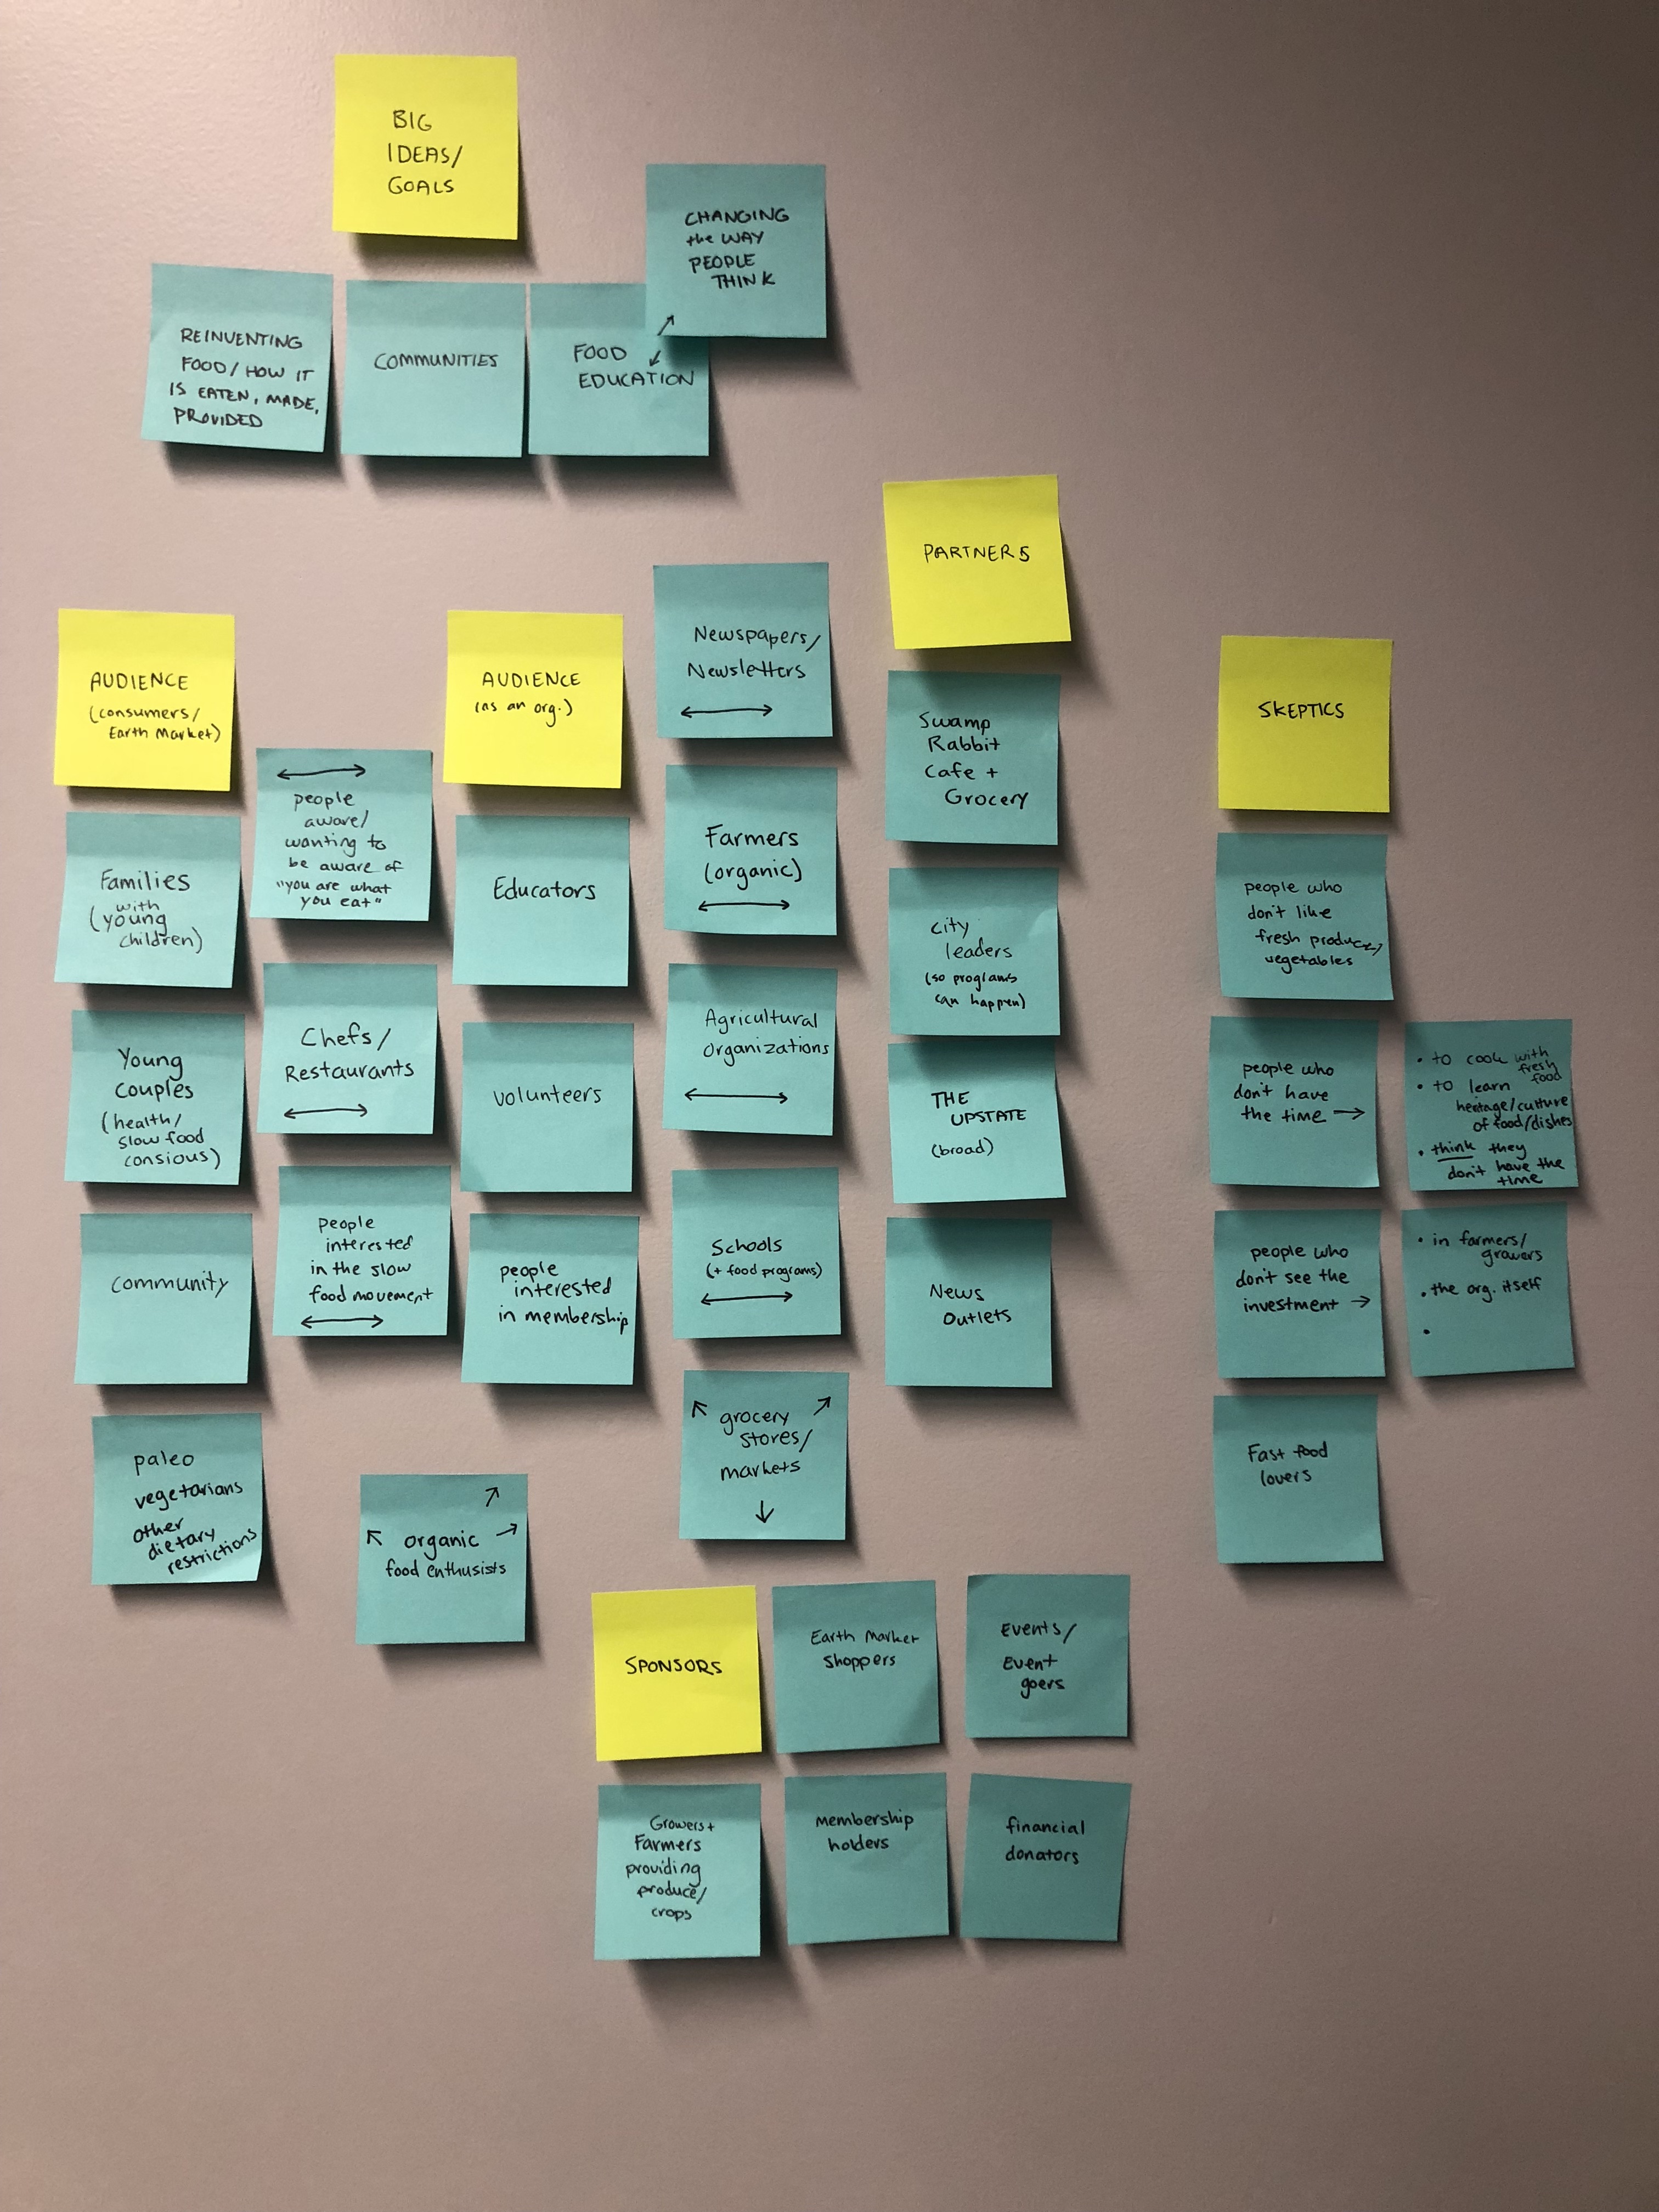 BIG
IDEAS/
GOALS
CHANGING
the WAY
PEOPLE
THINK
REINVENTING
FOOD/HOW IT
IS EATEN, MADE,
PROVIDED
COMMUNITIES
FOOD
EDUCATION
AUDIENCE
(consumers/
Earth Market)
Families
with
(young
children)
Young
couples
(health/
slow food
consious)
community
paleo
vegetarians
other
dietary
restrictions
people
aware/
wanting to
be aware of
"you are what
you eat"
Chefs/
Restaurants
people
interested
in the slow
food movement
organic
food enthusists
AUDIENCE
(as an org.)
Educators
volunteers
people
interested
in membership
Newspapers/
Newsletters
Farmers
(organic)
Agricultural
organizations
Schools
(+ food programs)
grocery
stores/
markets
PARTNERS
Swamp
Rabbit
Cafe +
Grocery
city
leaders
(so programs
can happen)
THE
UPSTATE
(broad)
News
Outlets
SKEPTICS
people who
don't like
fresh produce/
vegetables
people who
don't have
the time →
• to cook with
fresh
food
• to learn
heritage/culture
of food/dishes
• think they
don't have the
time
people who
don't see the
investment →
• in farmers/
growers
• the org. itself
•
Fast food
lovers
SPONSORS
Earth Market
shoppers
Events/
Event
goers
Growers +
Farmers
providing
produce/
crops
membership
holders
financial
donators